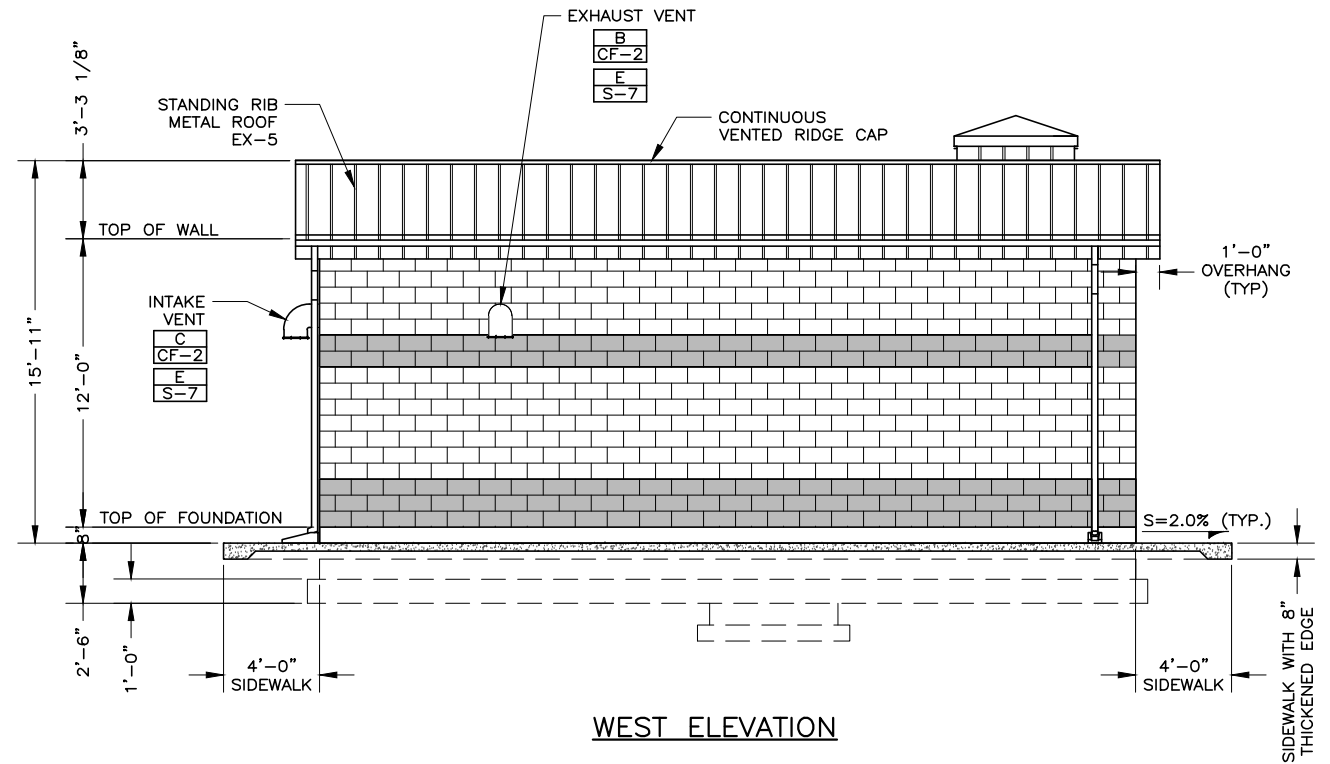 EXHAUST VENT
B
CF-2
E
S-7
STANDING RIB
METAL ROOF
EX-5
CONTINUOUS
VENTED RIDGE CAP
3'-3 1/8"
TOP OF WALL
1'-0"
OVERHANG
(TYP)
INTAKE
VENT
C
CF-2
E
S-7
15'-11"
12'-0"
TOP OF FOUNDATION
8"
S=2.0% (TYP.)
2'-6"
1'-0"
4'-0"
SIDEWALK
4'-0"
SIDEWALK
SIDEWALK WITH 8"
THICKENED EDGE
WEST ELEVATION